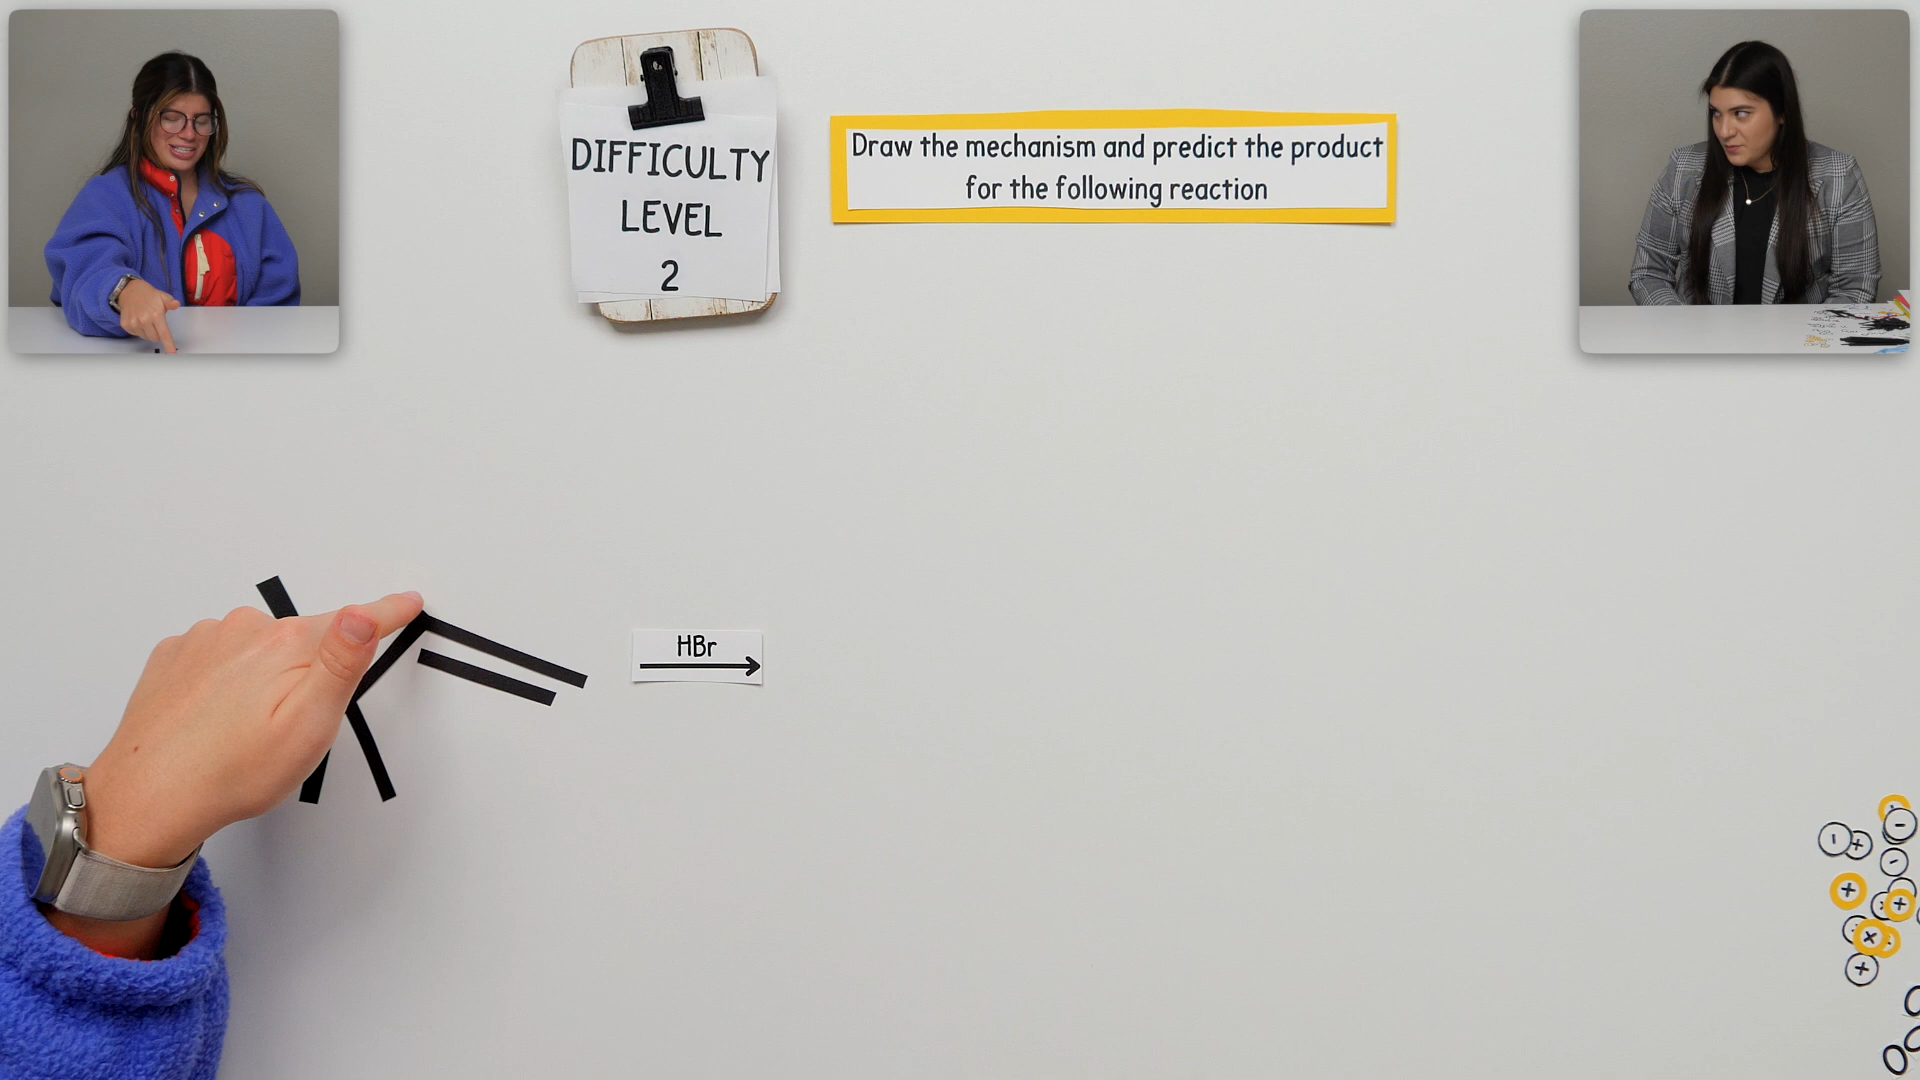 DIFFICULTY
LEVEL
2
Draw the mechanism and predict the product
for the following reaction
HBr